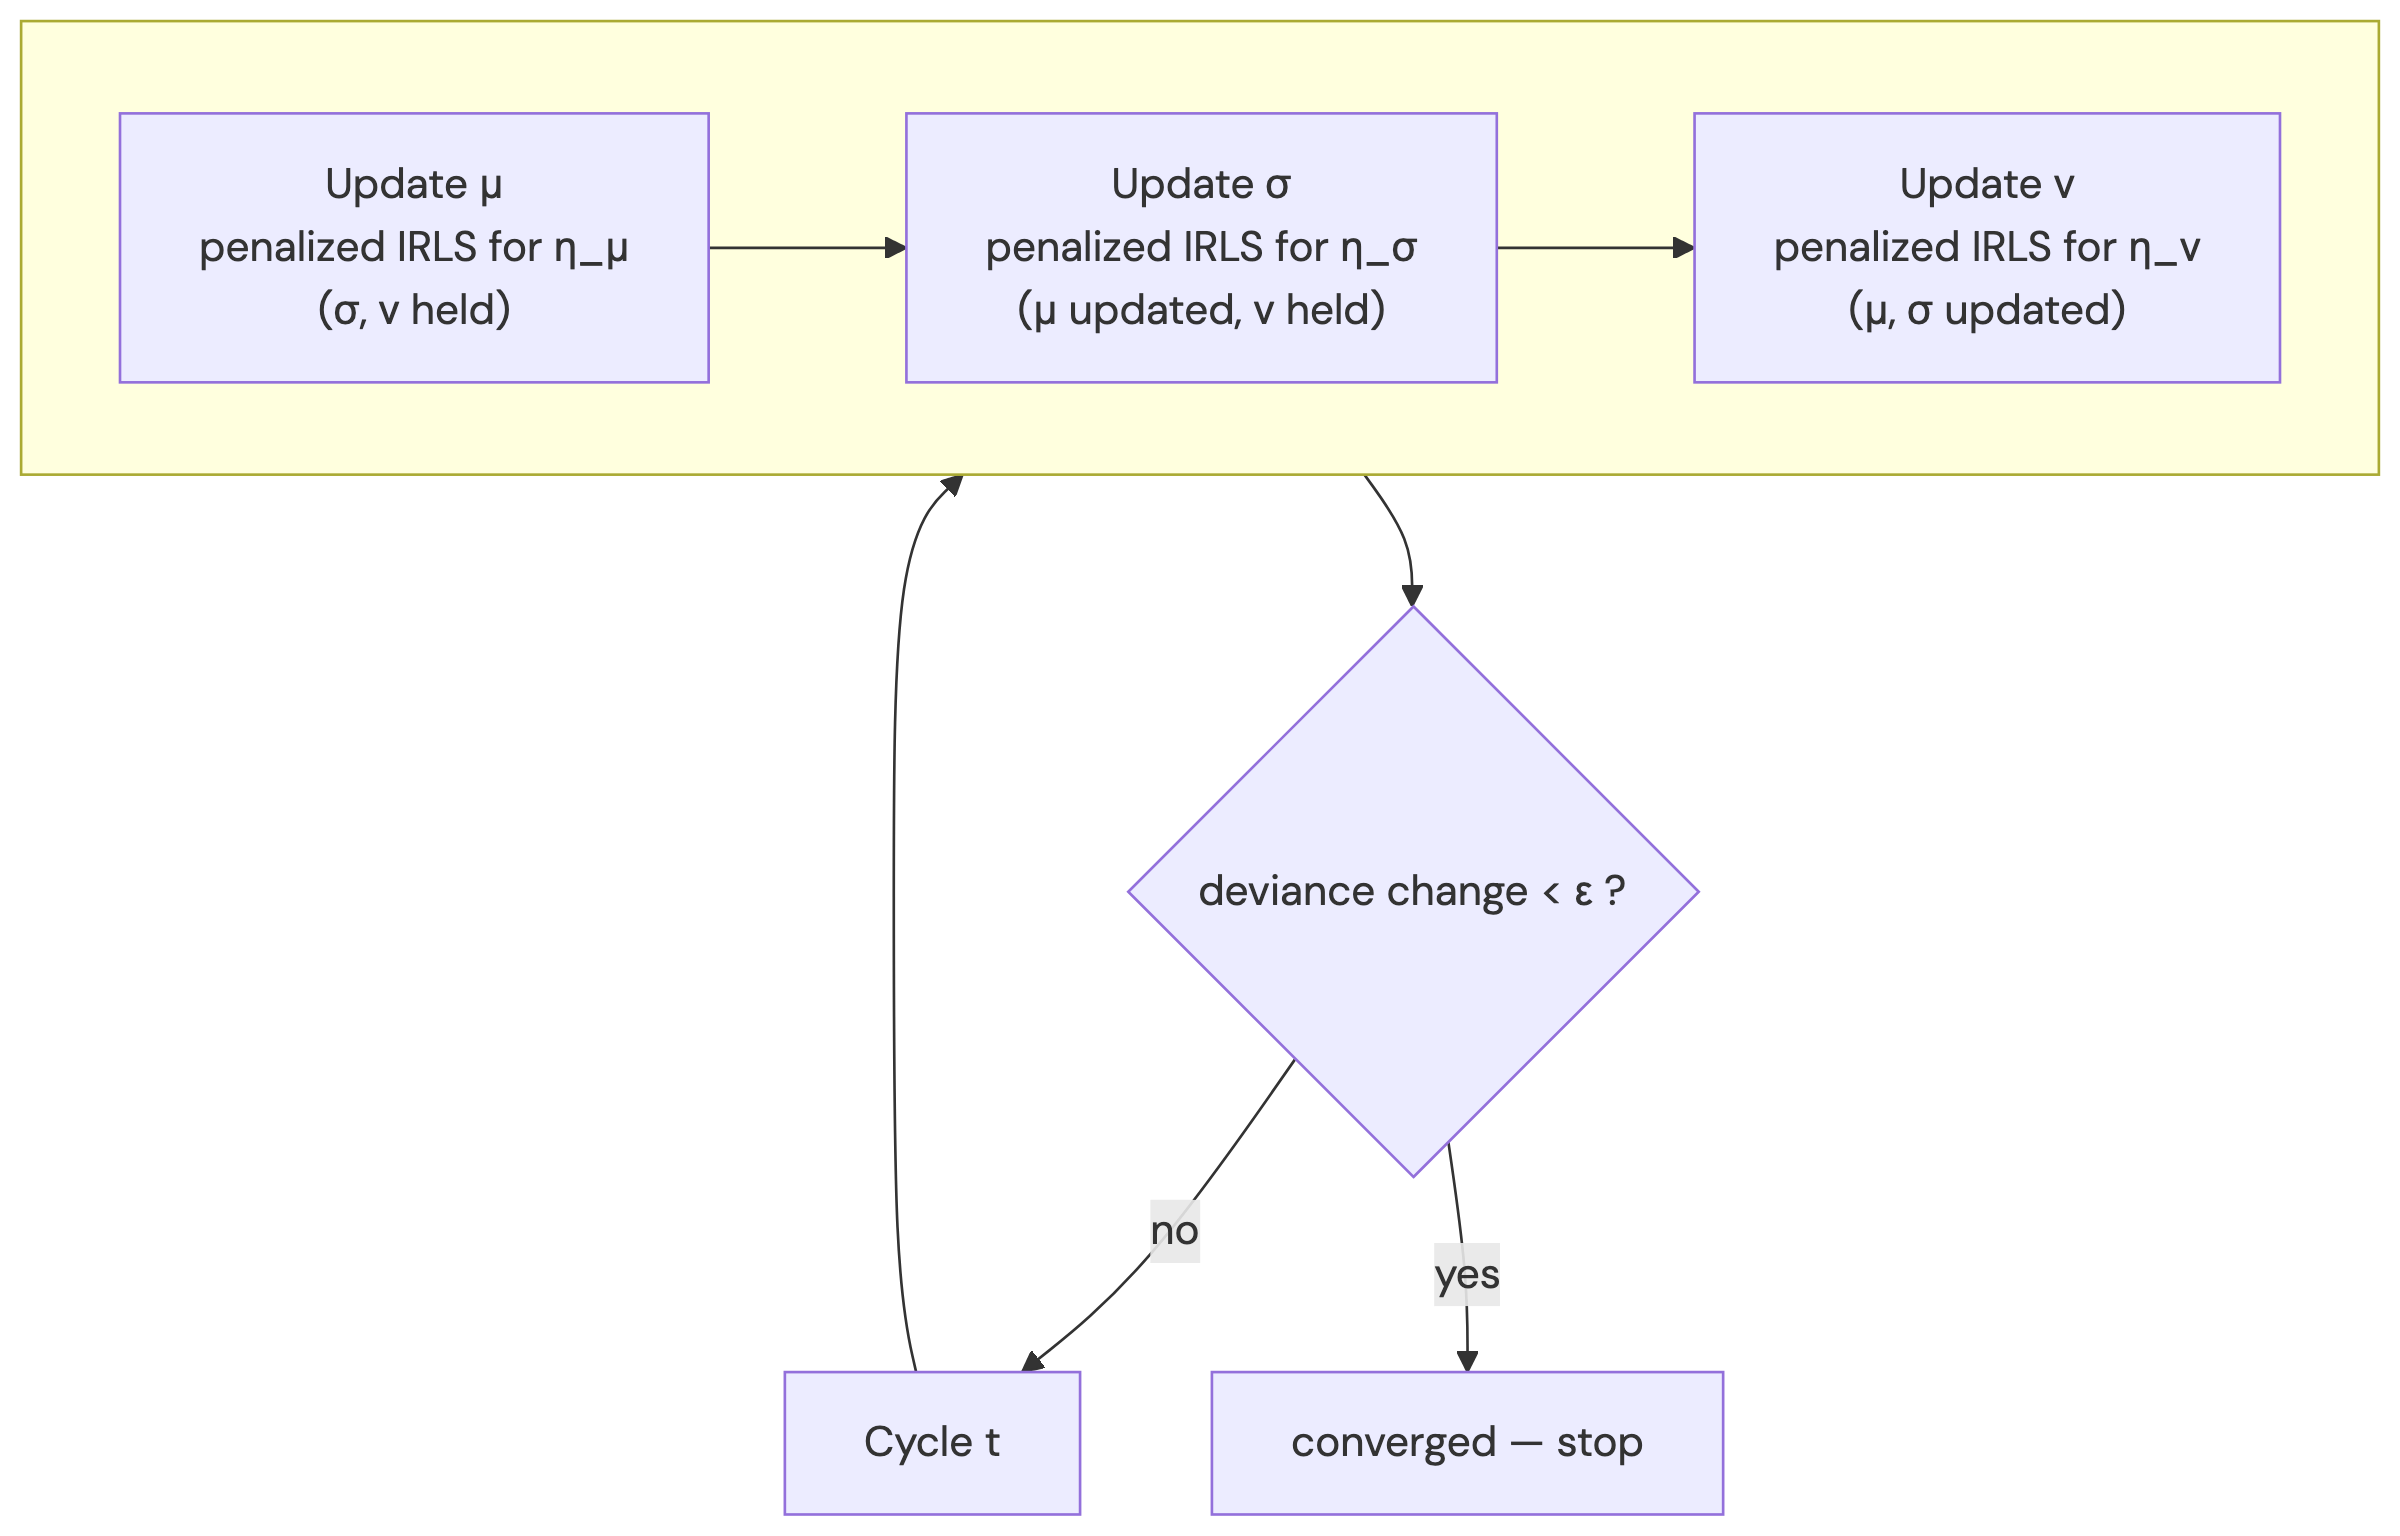 Update μ
penalized IRLS for η_μ
(σ, ν held)
Update σ
penalized IRLS for η_σ
(μ updated, ν held)
Update ν
penalized IRLS for η_ν
(μ, σ updated)
deviance change < ε ?
no
yes
Cycle t
converged — stop